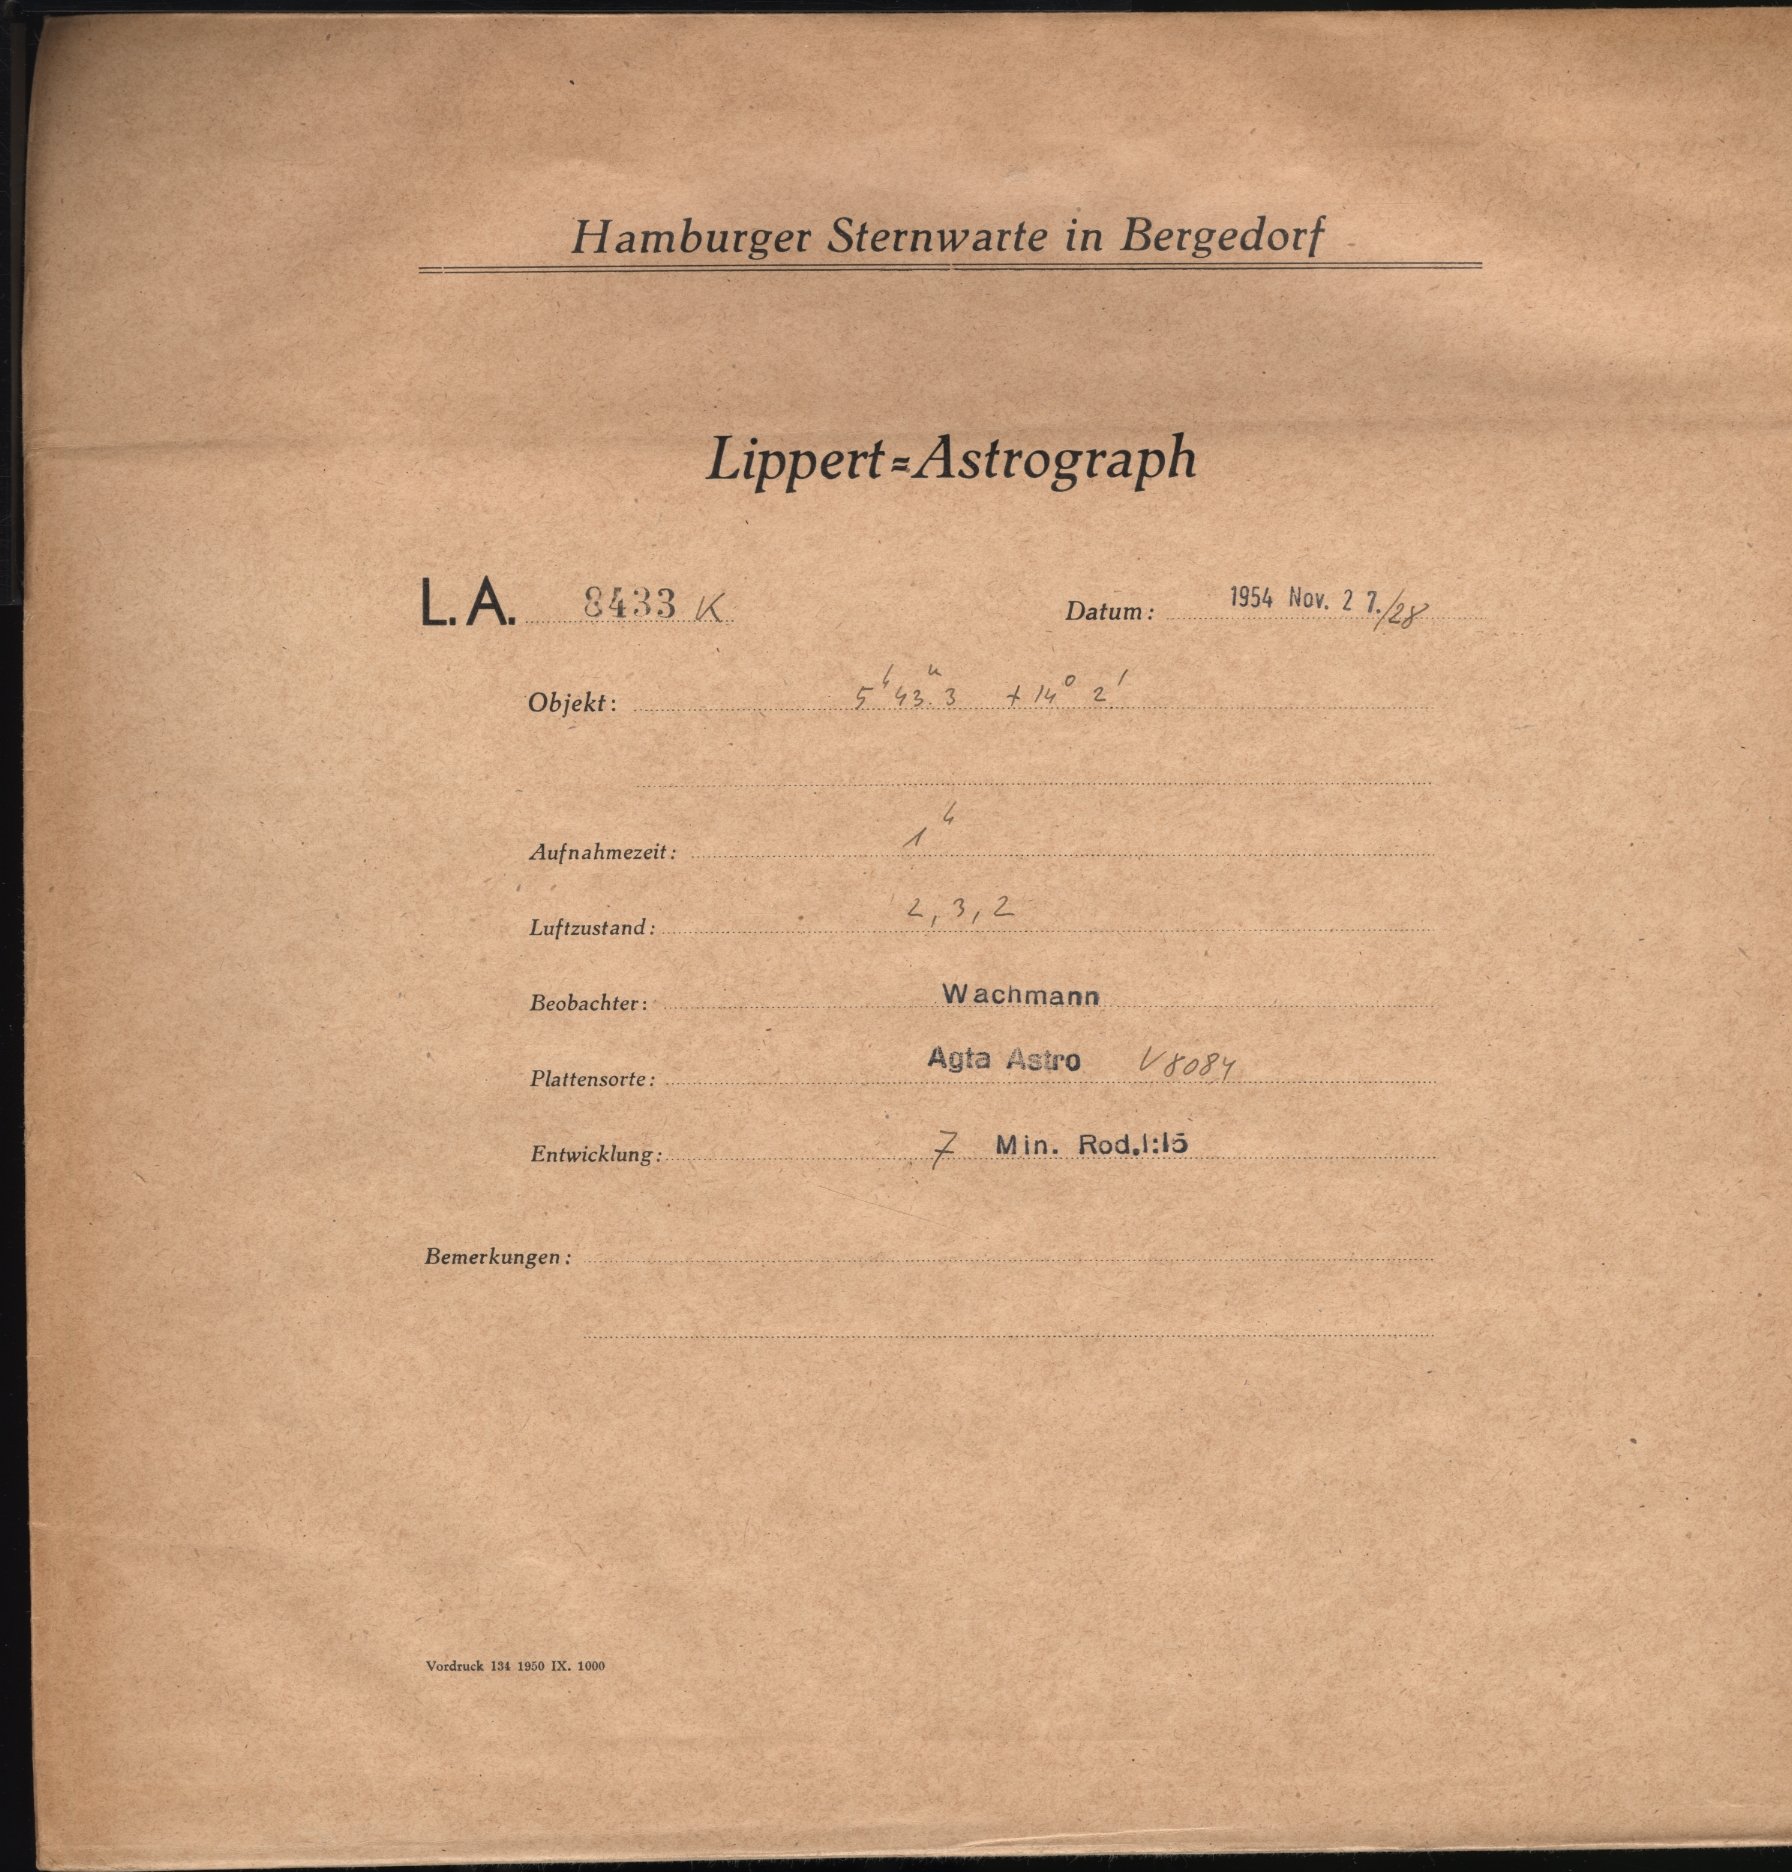 Hamburger Sternwarte in Bergedorf
Lippert=Astrograph
L. A. 8433 K Datum: 1954 Nov. 27./28
Objekt: 5ʰ 43ᵐ.3 +14° 2'
Aufnahmezeit: 1ʰ
Luftzustand: 2, 3, 2
Beobachter: Wachmann
Plattensorte: Agfa Astro V8084
Entwicklung: 7 Min. Rod.1:15
Bemerkungen:
Vordruck 134 1950 IX. 1000